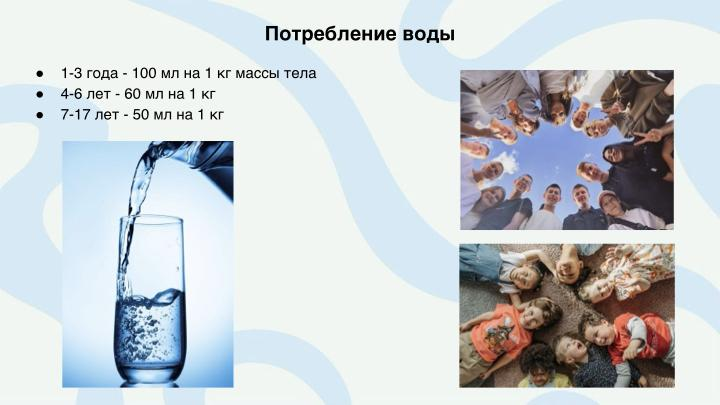 Потребление воды
● 1-3 года - 100 мл на 1 кг массы тела
● 4-6 лет - 60 мл на 1 кг
● 7-17 лет - 50 мл на 1 кг